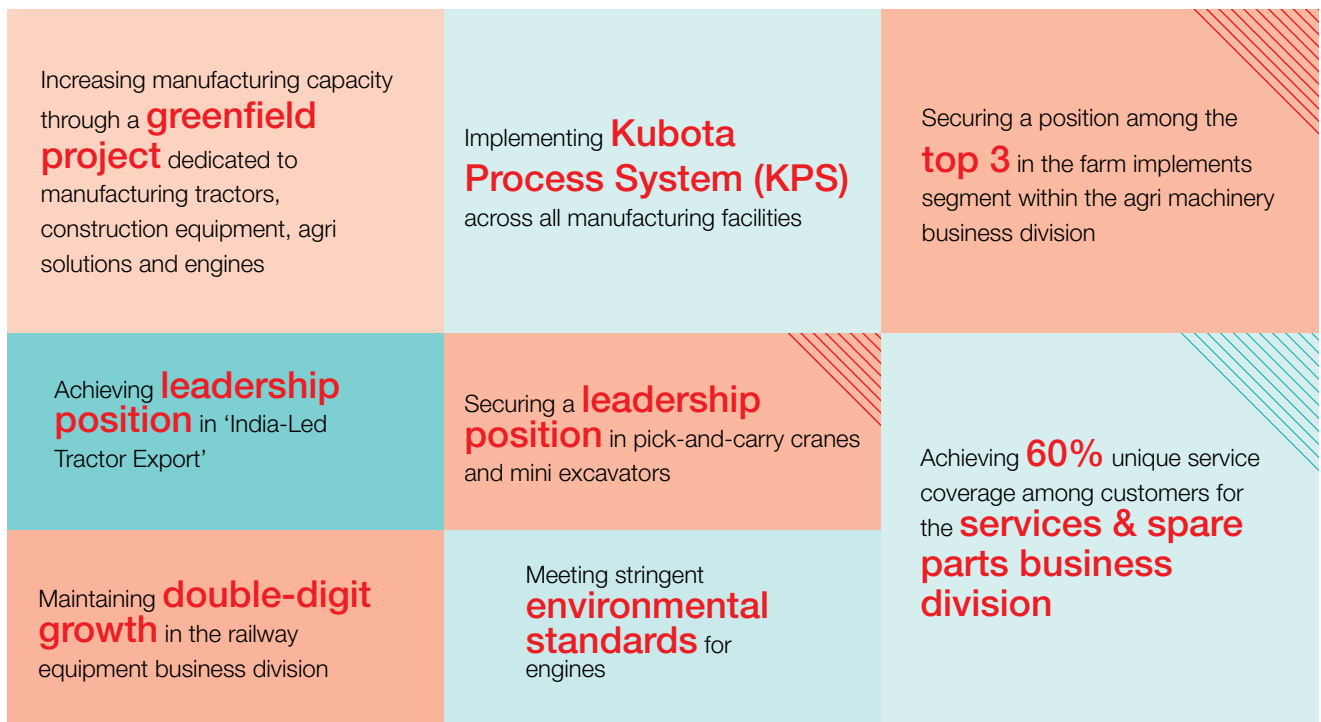 Increasing manufacturing capacity
through a greenfield
project dedicated to
manufacturing tractors,
construction equipment, agri
solutions and engines
Implementing Kubota
Process System (KPS)
across all manufacturing facilities
Securing a position among the
top 3 in the farm implements
segment within the agri machinery
business division
Achieving leadership
position in ‘India-Led
Tractor Export’
Securing a leadership
position in pick-and-carry cranes
and mini excavators
Achieving 60% unique service
coverage among customers for
the services & spare
parts business
division
Maintaining double-digit
growth in the railway
equipment business division
Meeting stringent
environmental
standards for
engines